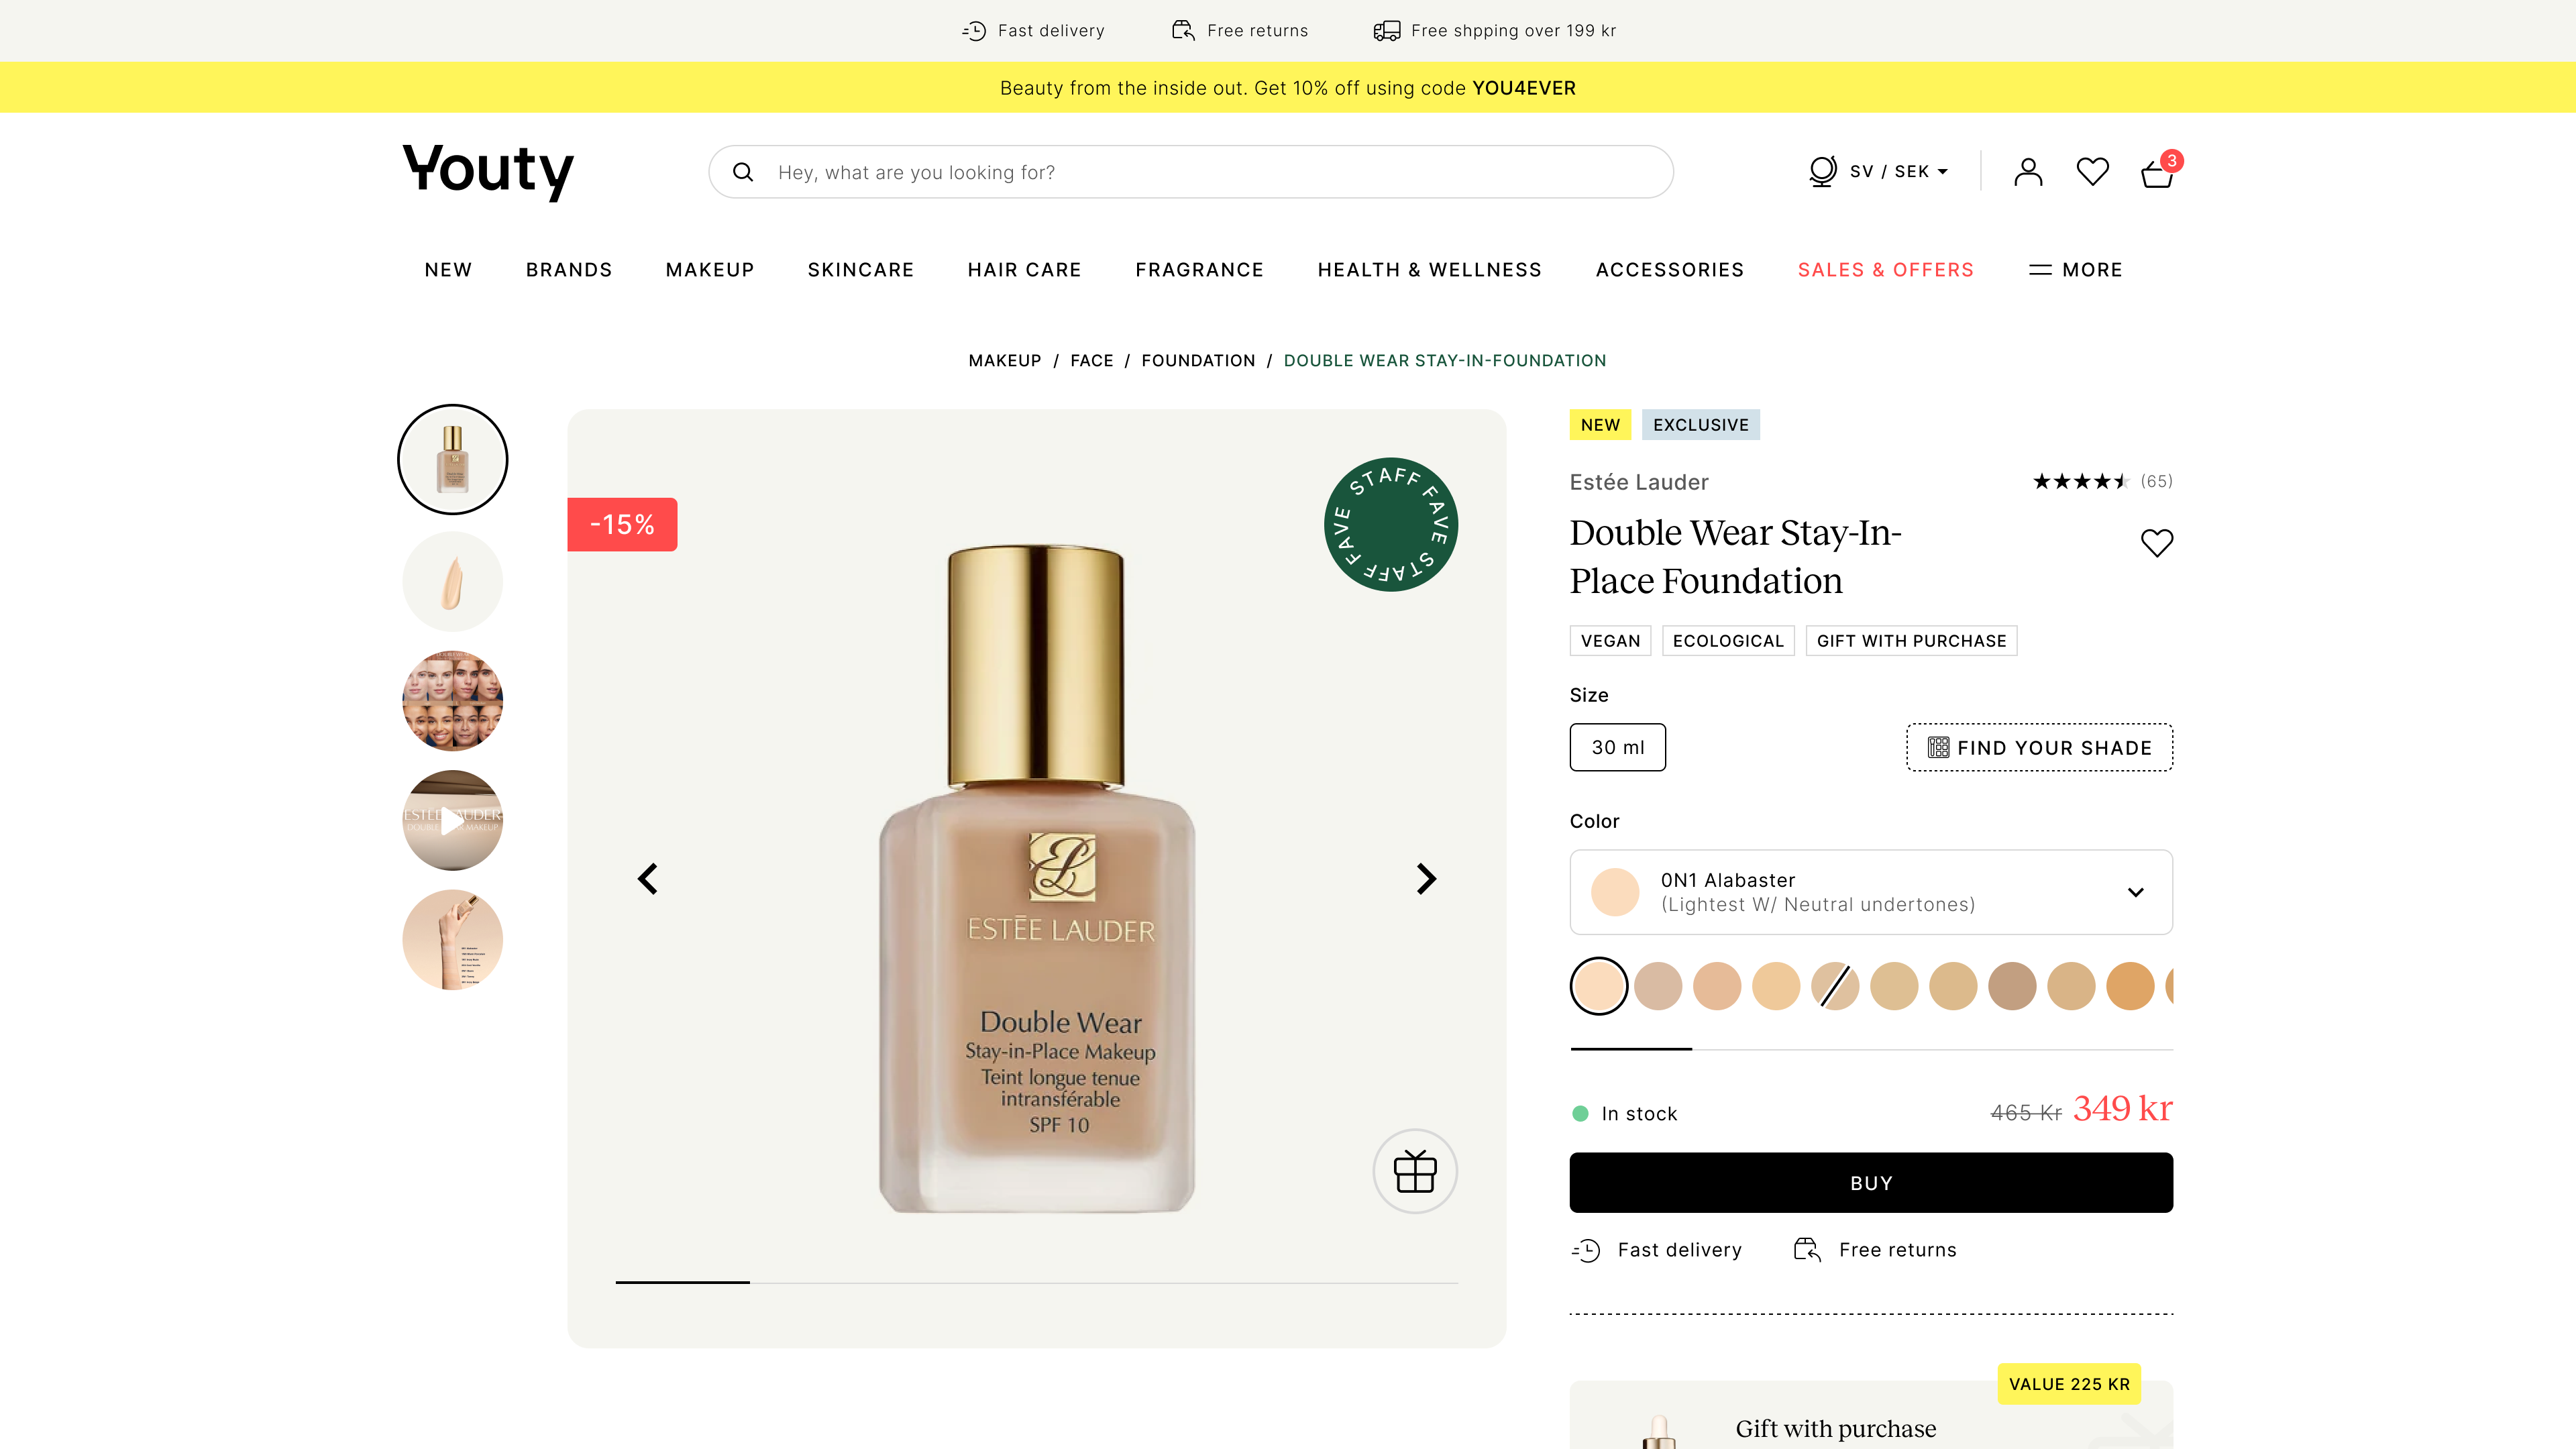 Fast delivery
Free returns
Free shpping over 199 kr
Beauty from the inside out. Get 10% off using code YOU4EVER
Youty
Hey, what are you looking for?
SV / SEK
3
NEW
BRANDS
MAKEUP
SKINCARE
HAIR CARE
FRAGRANCE
HEALTH & WELLNESS
ACCESSORIES
SALES & OFFERS
MORE
MAKEUP / FACE / FOUNDATION / DOUBLE WEAR STAY-IN-FOUNDATION
-15%
STAFF FAVE STAFF FAVE
ESTĒE LAUDER
Double Wear
Stay-in-Place Makeup
Teint longue tenue
intransférable
SPF 10
NEW
EXCLUSIVE
Estée Lauder
(65)
Double Wear Stay-In-
Place Foundation
VEGAN
ECOLOGICAL
GIFT WITH PURCHASE
Size
30 ml
FIND YOUR SHADE
Color
0N1 Alabaster
(Lightest W/ Neutral undertones)
In stock
465 Kr 349 kr
BUY
Fast delivery
Free returns
VALUE 225 KR
Gift with purchase